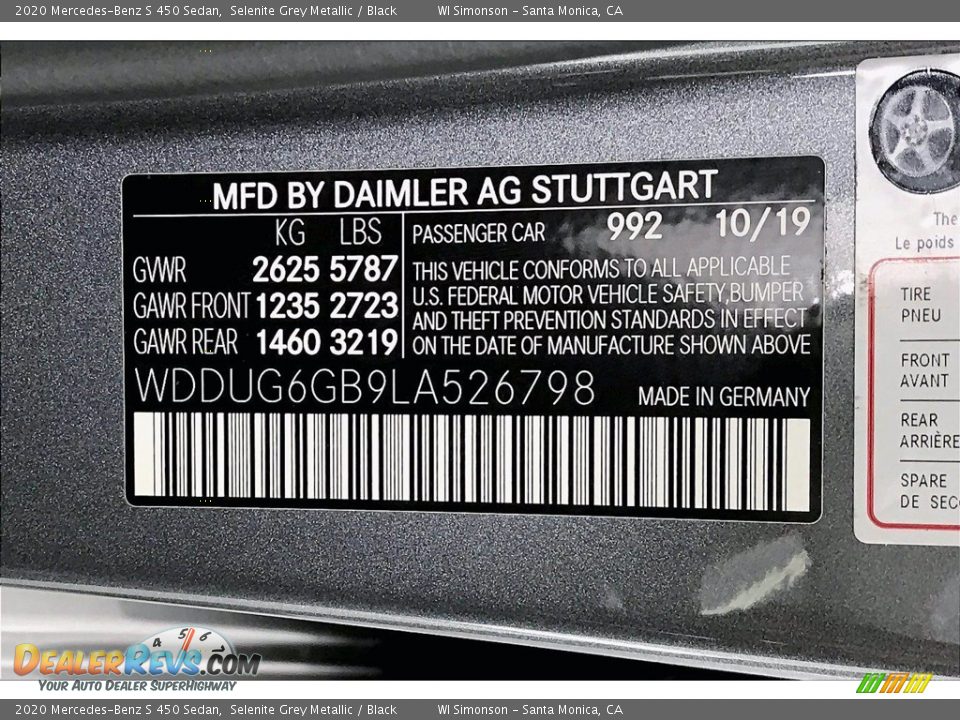 2020 Mercedes-Benz S 450 Sedan, Selenite Grey Metallic / Black WI Simonson - Santa Monica, CA
MFD BY DAIMLER AG STUTTGART
KG LBS
GVWR 2625 5787
GAWR FRONT 1235 2723
GAWR REAR 1460 3219
PASSENGER CAR 992 10/19
THIS VEHICLE CONFORMS TO ALL APPLICABLE
U.S. FEDERAL MOTOR VEHICLE SAFETY,BUMPER
AND THEFT PREVENTION STANDARDS IN EFFECT
ON THE DATE OF MANUFACTURE SHOWN ABOVE
WDDUG6GB9LA526798 MADE IN GERMANY
The
Le poids
TIRE
PNEU
FRONT
AVANT
REAR
ARRIÈRE
SPARE
DE SEC
4 5 6
DEALERREVS.COM
YOUR AUTO DEALER SUPERHIGHWAY
2020 Mercedes-Benz S 450 Sedan, Selenite Grey Metallic / Black WI Simonson - Santa Monica, CA